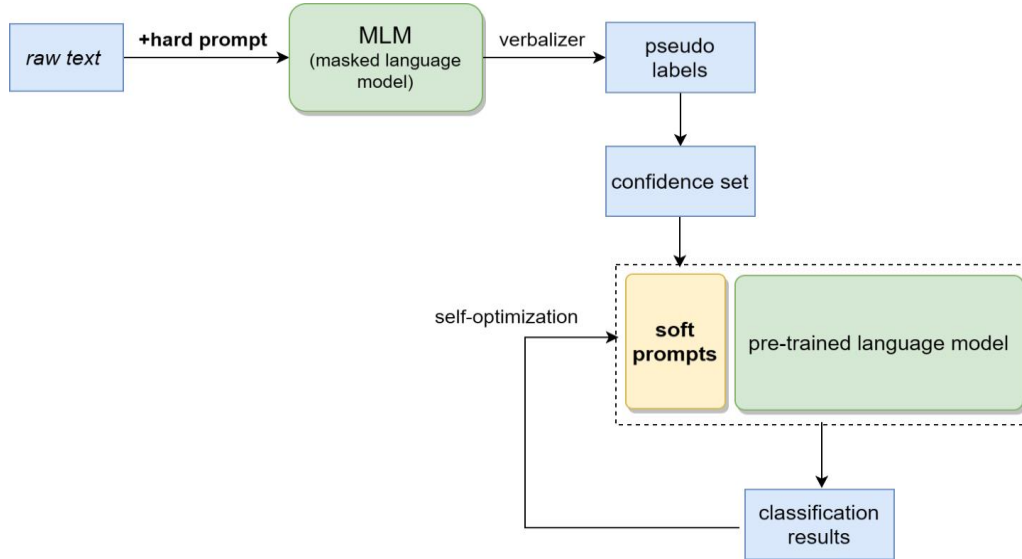 raw text
+hard prompt
MLM
(masked language
model)
verbalizer
pseudo
labels
confidence set
self-optimization
soft
prompts
pre-trained language model
classification
results